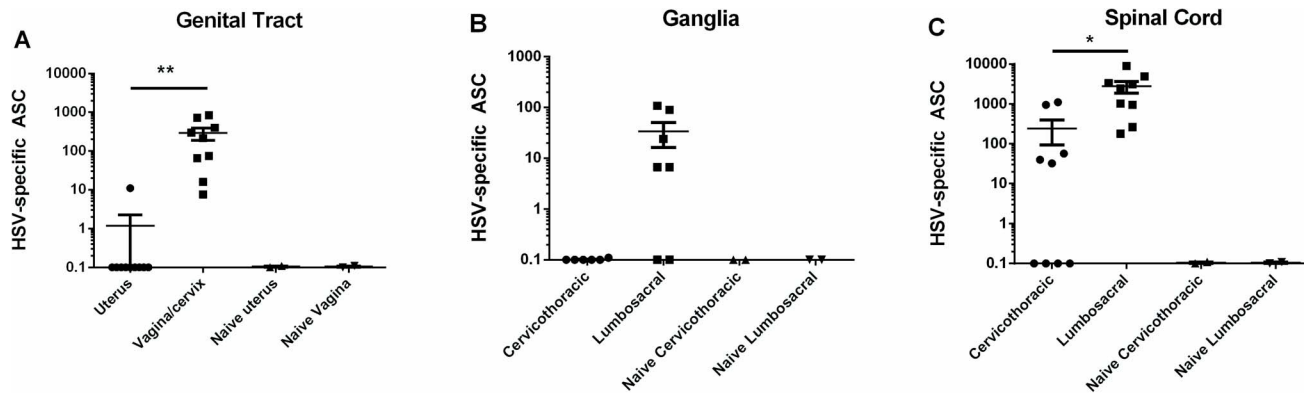 A
Genital Tract
**
HSV-specific ASC
10000
1000
100
10
1
0.1
Uterus
Vagina/cervix
Naive uterus
Naive Vagina
B
Ganglia
HSV-specific ASC
1000
100
10
1
0.1
Cervicothoracic
Lumbosacral
Naive Cervicothoracic
Naive Lumbosacral
C
Spinal Cord
*
HSV-specific ASC
10000
1000
100
10
1
0.1
Cervicothoracic
Lumbosacral
Naive Cervicothoracic
Naive Lumbosacral